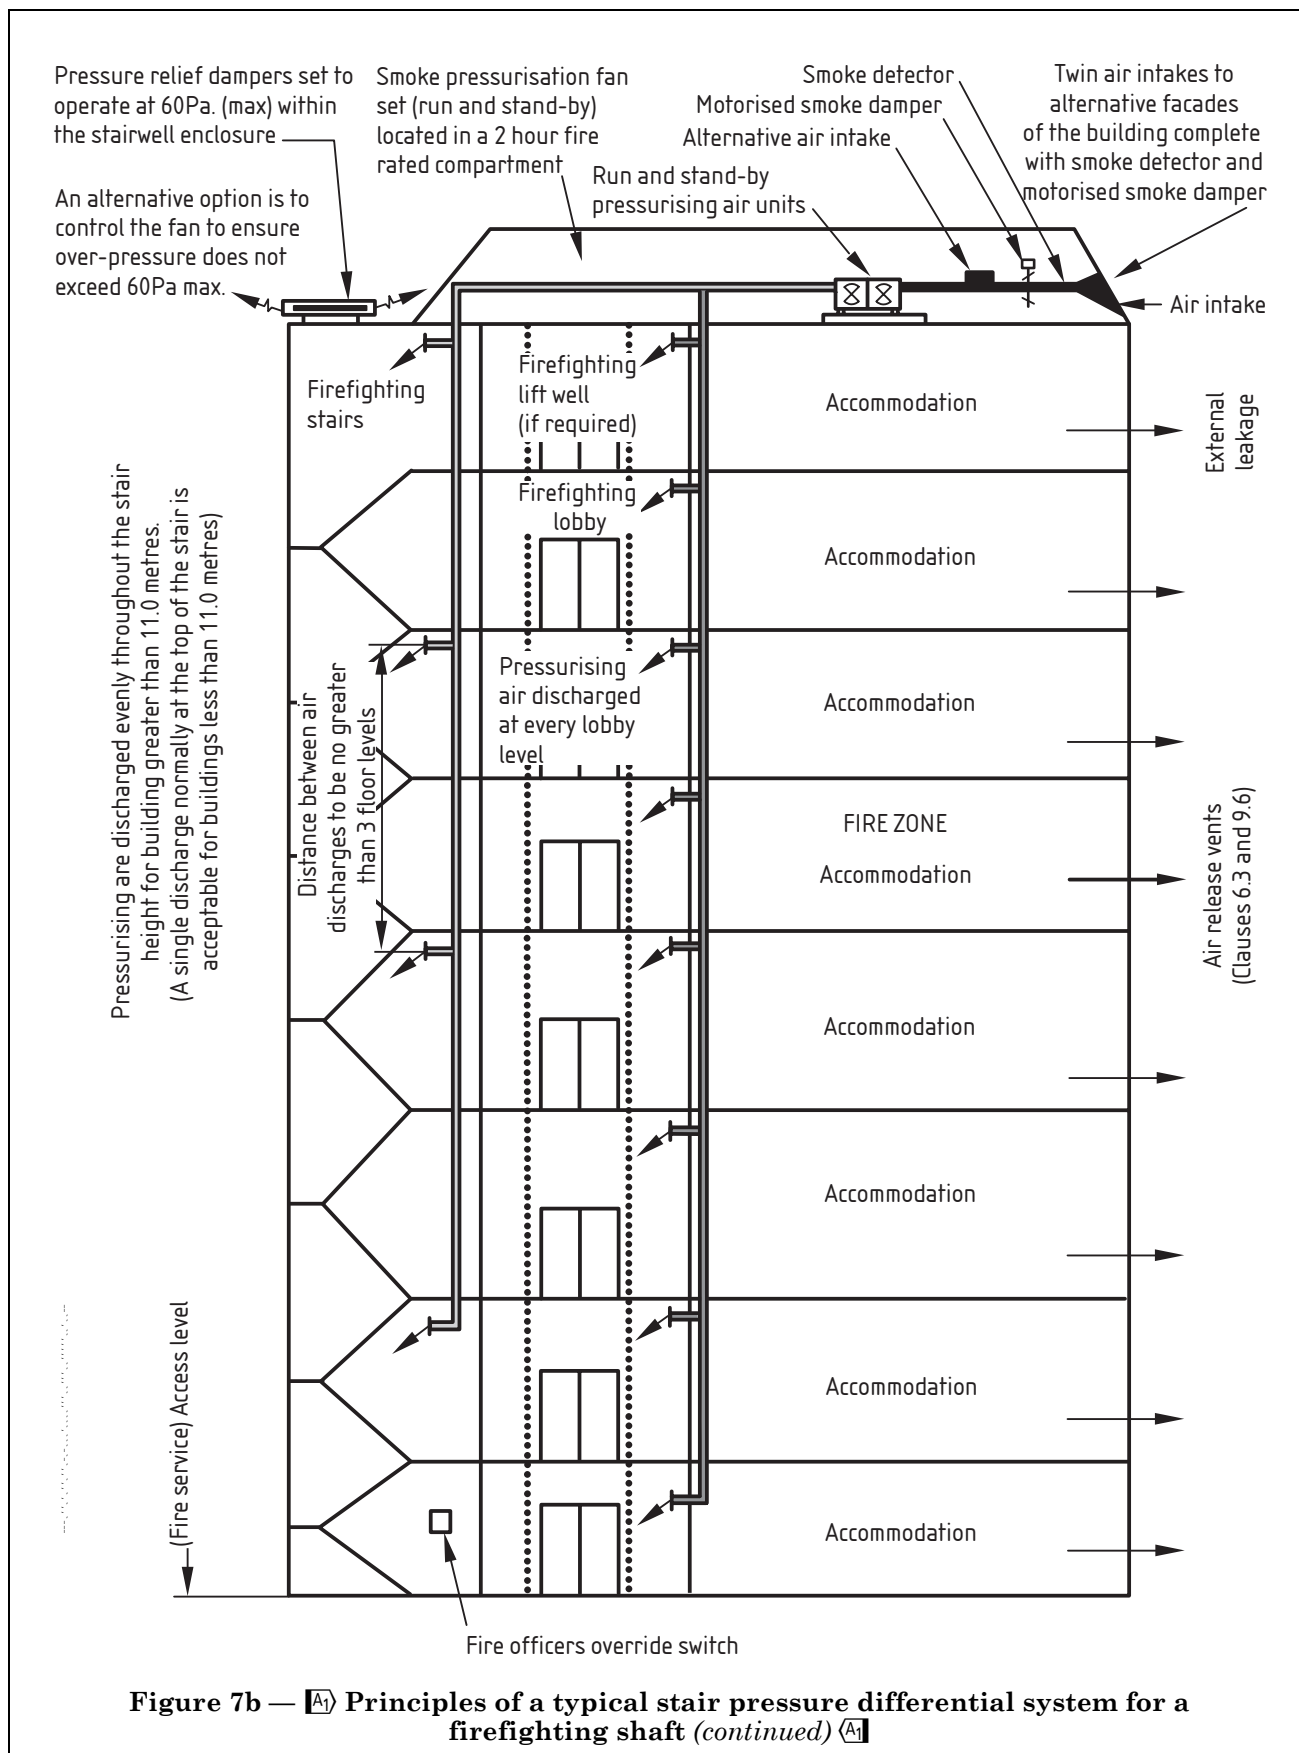 Pressure relief dampers set to
operate at 60Pa. (max) within
the stairwell enclosure
An alternative option is to
control the fan to ensure
over-pressure does not
exceed 60Pa max.
Smoke pressurisation fan
set (run and stand-by)
located in a 2 hour fire
rated compartment
Smoke detector
Motorised smoke damper
Alternative air intake
Run and stand-by
pressurising air units
Twin air intakes to
alternative facades
of the building complete
with smoke detector and
motorised smoke damper
Air intake
Firefighting
stairs
Firefighting
lift well
(if required)
Accommodation
External
leakage
Firefighting
lobby
Accommodation
Pressurising are discharged evenly throughout the stair
height for building greater than 11.0 metres.
(A single discharge normally at the top of the stair is
acceptable for buildings less than 11.0 metres)
Distance between air
discharges to be no greater
than 3 floor levels
Pressurising
air discharged
at every lobby
level
Accommodation
FIRE ZONE
Accommodation
Air release vents
(Clauses 6.3 and 9.6)
Accommodation
Accommodation
Accommodation
(Fire service) Access level
Accommodation
Fire officers override switch
Figure 7b — A1 Principles of a typical stair pressure differential system for a
firefighting shaft (continued) A1